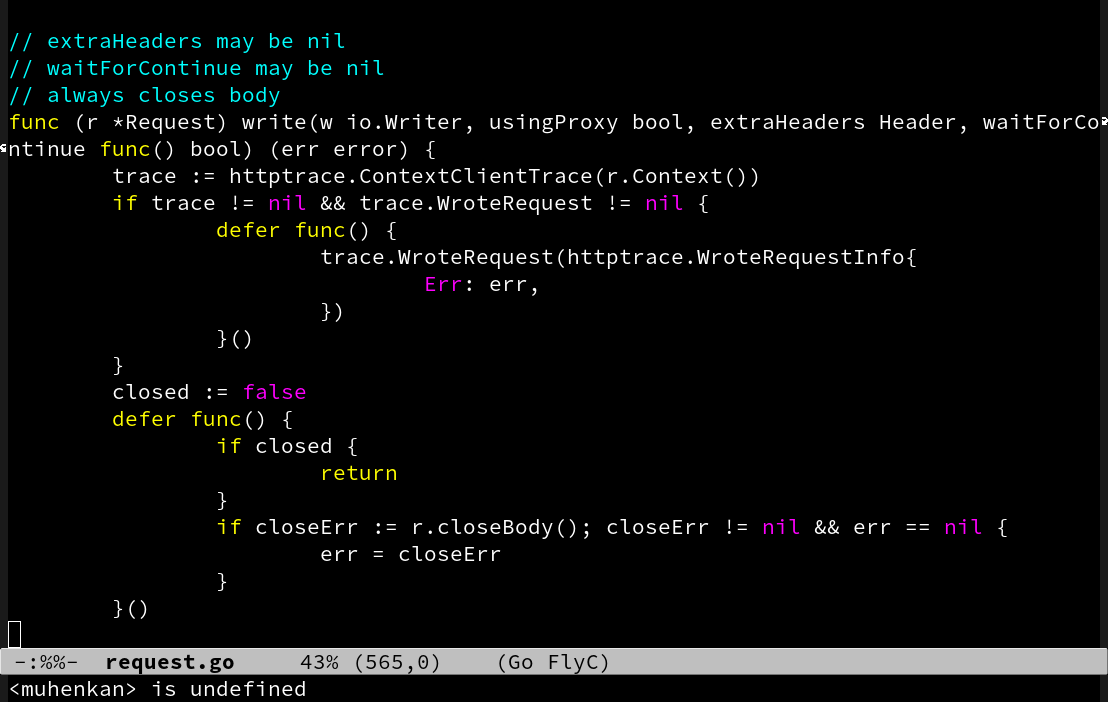 // extraHeaders may be nil
// waitForContinue may be nil
// always closes body
func (r *Request) write(w io.Writer, usingProxy bool, extraHeaders Header, waitForCo
ntinue func() bool) (err error) {
        trace := httptrace.ContextClientTrace(r.Context())
        if trace != nil && trace.WroteRequest != nil {
                defer func() {
                        trace.WroteRequest(httptrace.WroteRequestInfo{
                                Err: err,
                        })
                }()
        }
        closed := false
        defer func() {
                if closed {
                        return
                }
                if closeErr := r.closeBody(); closeErr != nil && err == nil {
                        err = closeErr
                }
        }()
-:%%-  request.go     43% (565,0)    (Go FlyC)
<muhenkan> is undefined